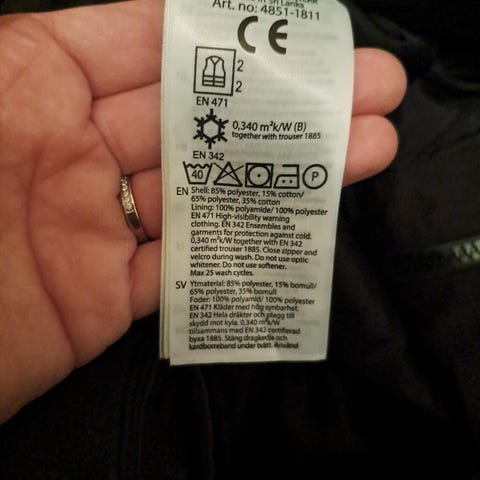 in Sri Lanka
Art. no: 4851-1811
CE
2
2
EN 471
0,340 m²k/W (B)
together with trouser 1885
EN 342
40
P
EN Shell: 85% polyester, 15% cotton/
65% polyester, 35% cotton
Lining: 100% polyamide/ 100% polyester
EN 471 High-visibility warning
clothing. EN 342 Ensembles and
garments for protection against cold.
0,340 m²k/W together with EN 342
certified trouser 1885. Close zipper and
velcro during wash. Do not use optic
whitener. Do not use softener.
Max 25 wash cycles.
SV Ytmaterial: 85% polyester, 15% bomull/
65% polyester, 35% bomull
Foder: 100% polyamid/ 100% polyester
EN 471 Kläder med hög synbarhet.
EN 342 Hela dräkter och plagg till
skydd mot kyla. 0,340 m²k/W
tillsammans med EN 342 certifierad
byxa 1885. Stäng dragkedja och
kardborreband under tvätt. Använd